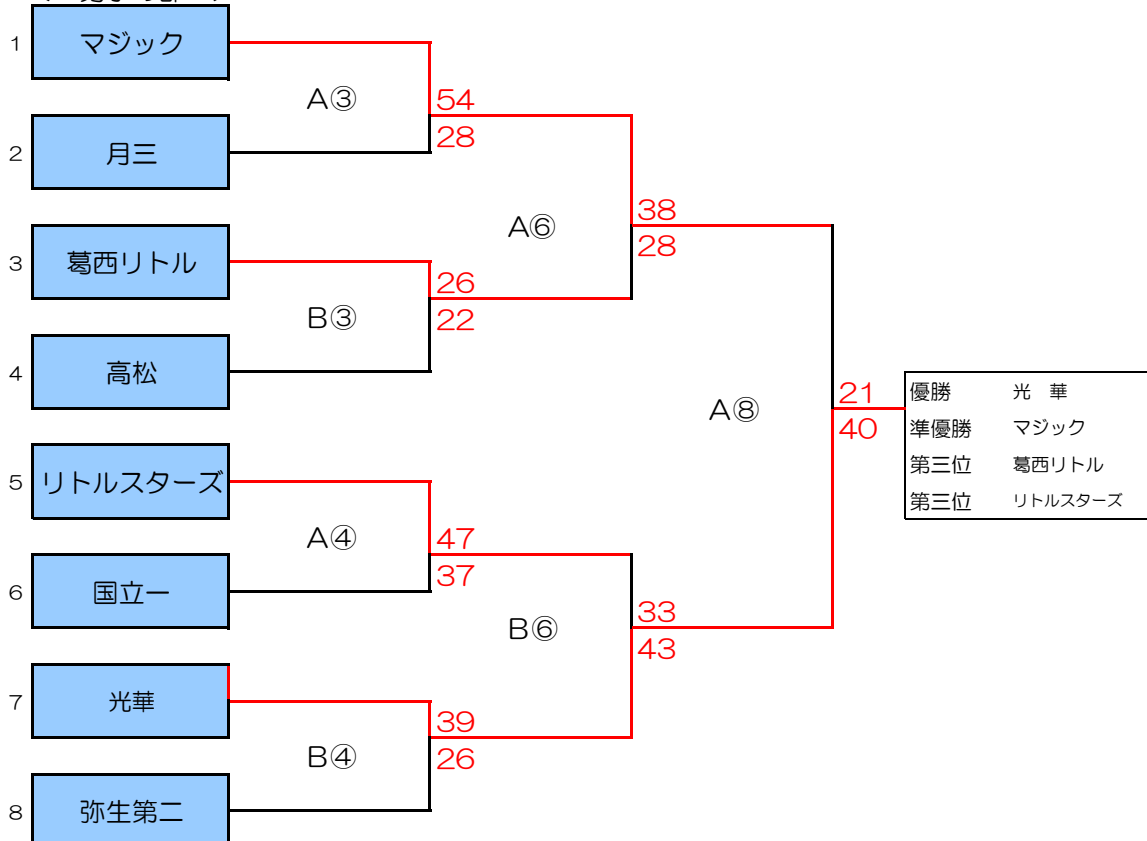 1 マジック
A③
54
28
2 月三
A⑥
38
28
3 葛西リトル
26
B③
22
4 高松
A⑧
21
40
優勝 光 華
準優勝 マジック
第三位 葛西リトル
第三位 リトルスターズ
5 リトルスターズ
A④
47
37
6 国立一
B⑥
33
43
7 光華
39
B④
26
8 弥生第二